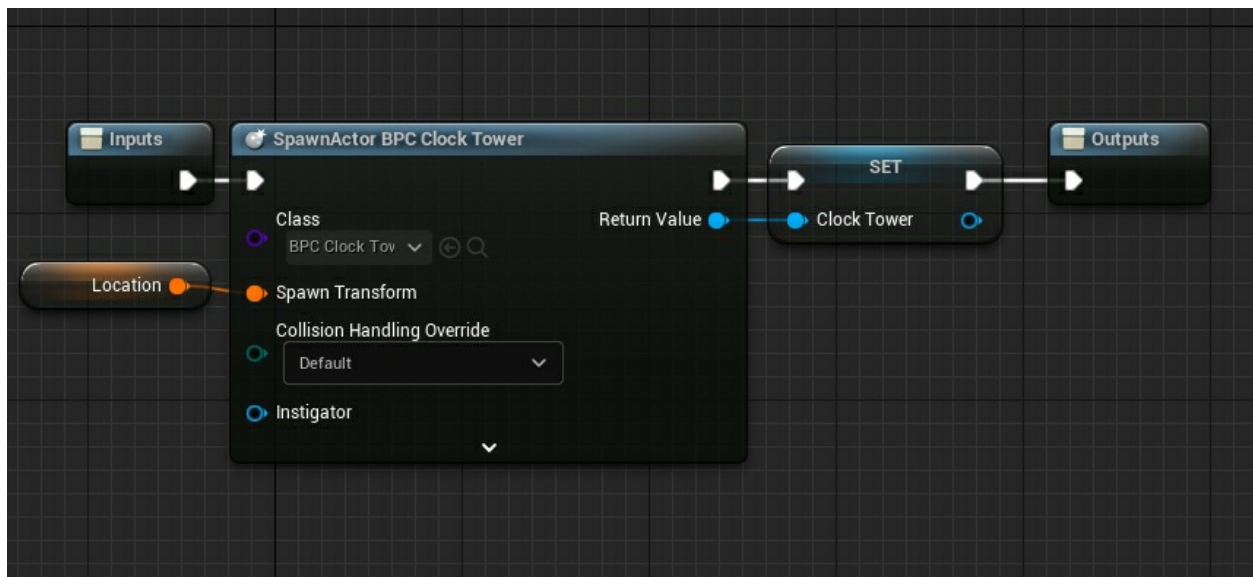 Inputs
SpawnActor BPC Clock Tower
SET
Outputs
Class
BPC Clock Tov
Return Value
Clock Tower
Location
Spawn Transform
Collision Handling Override
Default
Instigator